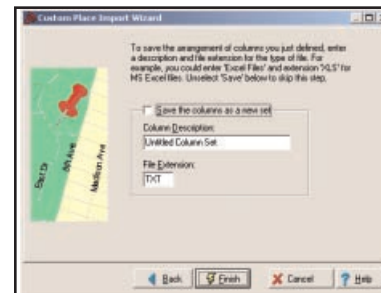 Custom Place Import Wizard
To save the arrangement of columns you just defined, enter
a description and file extension for the type of file. For
example, you could enter 'Excel Files' and extension 'XLS' for
MS Excel files. Unselect 'Save' below to skip this step.
Save the columns as a new set
Column Description:
Untitled Column Set
File Extension:
TXT
East Dr
5th Ave
Madison Ave
Back
Finish
Cancel
Help